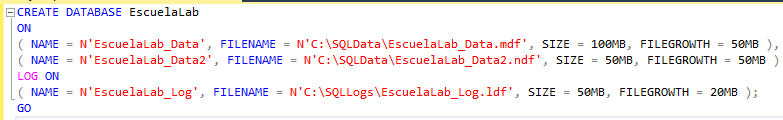 CREATE DATABASE EscuelaLab
ON
( NAME = N'EscuelaLab_Data', FILENAME = N'C:\SQLData\EscuelaLab_Data.mdf', SIZE = 100MB, FILEGROWTH = 50MB ),
( NAME = N'EscuelaLab_Data2', FILENAME = N'C:\SQLData\EscuelaLab_Data2.ndf', SIZE = 50MB, FILEGROWTH = 50MB )
LOG ON
( NAME = N'EscuelaLab_Log', FILENAME = N'C:\SQLLogs\EscuelaLab_Log.ldf', SIZE = 50MB, FILEGROWTH = 20MB );
GO